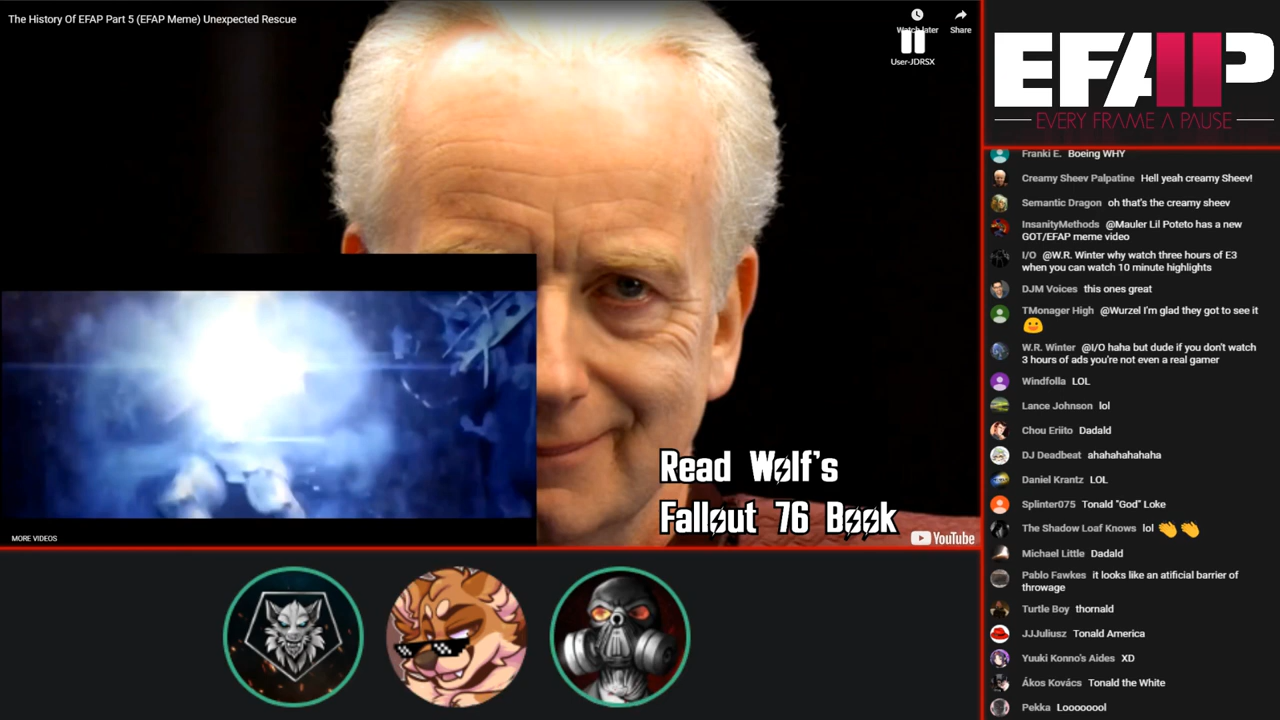 The History Of EFAP Part 5 (EFAP Meme) Unexpected Rescue
Watch later
Share
User-JDRSX
Read Wolf's
Fallout 76 Book
MORE VIDEOS
YouTube
EFAP
EVERY FRAME A PAUSE
Franki E. Boeing WHY
Creamy Sheev Palpatine Hell yeah creamy Sheev!
Semantic Dragon oh that's the creamy sheev
InsanityMethods @Mauler Lil Poteto has a new
GOT/EFAP meme video
I/O @W.R. Winter why watch three hours of E3
when you can watch 10 minute highlights
DJM Voices this ones great
TMonager High @Wurzel I'm glad they got to see it
W.R. Winter @I/O haha but dude if you don't watch
3 hours of ads you're not even a real gamer
Windfolla LOL
Lance Johnson lol
Chou Eriito Dadald
DJ Deadbeat ahahahahahaha
Daniel Krantz LOL
Splinter075 Tonald "God" Loke
The Shadow Loaf Knows lol
Michael Little Dadald
Pablo Fawkes it looks like an atificial barrier of
throwage
Turtle Boy thornald
JJJuliusz Tonald America
Yuuki Konno's Aides XD
Ákos Kovács Tonald the White
Pekka Loooooool